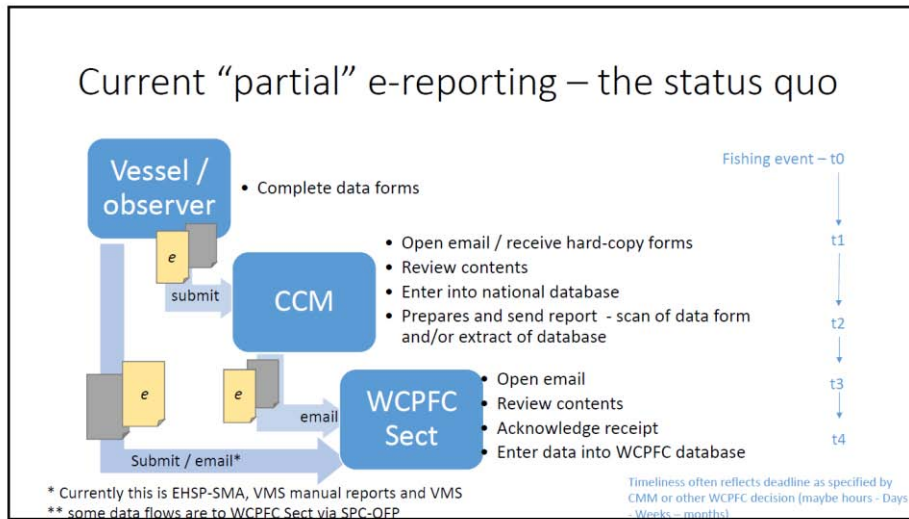 Current “partial” e-reporting – the status quo
Vessel /
observer
• Complete data forms
Fishing event – t0
e
submit
CCM
• Open email / receive hard-copy forms
• Review contents
• Enter into national database
• Prepares and send report - scan of data form
and/or extract of database
t1
t2
e
e
email
WCPFC
Sect
• Open email
• Review contents
• Acknowledge receipt
• Enter data into WCPFC database
t3
t4
Submit / email*
* Currently this is EHSP-SMA, VMS manual reports and VMS
** some data flows are to WCPFC Sect via SPC-OFP
Timeliness often reflects deadline as specified by
CMM or other WCPFC decision (maybe hours - Days
- Weeks – months)